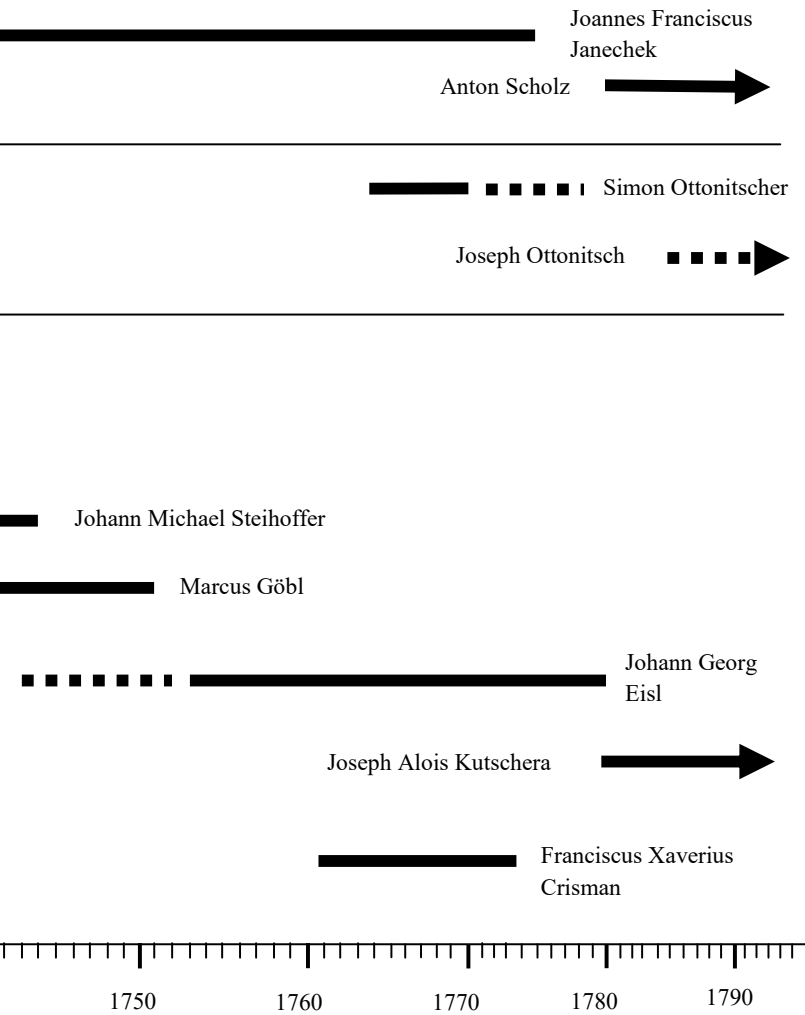 Joannes Franciscus
Janechek
Anton Scholz
Simon Ottonitscher
Joseph Ottonitsch
Johann Michael Steihoffer
Marcus Göbl
Johann Georg
Eisl
Joseph Alois Kutschera
Franciscus Xaverius
Crisman
1750 1760 1770 1780 1790